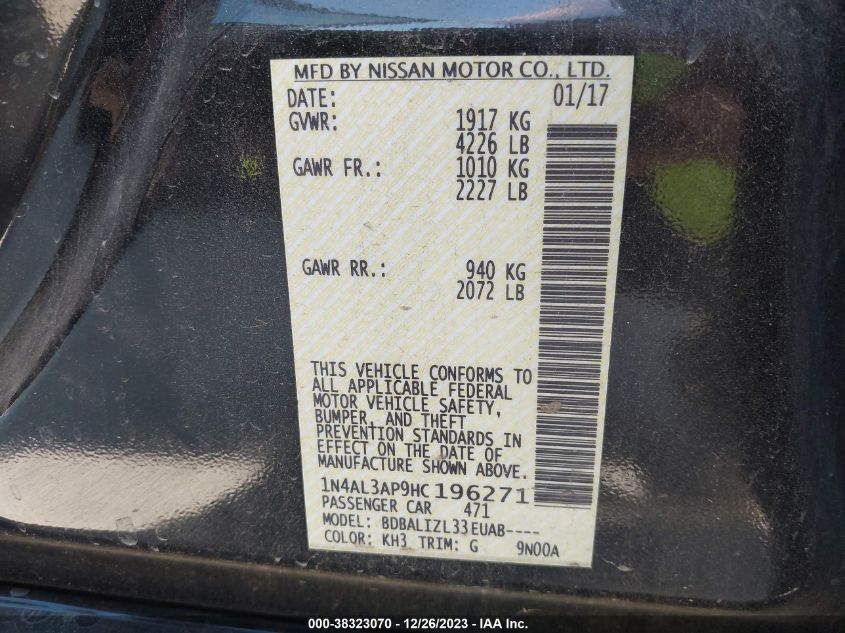 MFD BY NISSAN MOTOR CO., LTD.
DATE: 01/17
GVWR: 1917 KG
4226 LB
GAWR FR.: 1010 KG
2227 LB
GAWR RR.: 940 KG
2072 LB
THIS VEHICLE CONFORMS TO
ALL APPLICABLE FEDERAL
MOTOR VEHICLE SAFETY,
BUMPER, AND THEFT
PREVENTION STANDARDS IN
EFFECT ON THE DATE OF
MANUFACTURE SHOWN ABOVE.
1N4AL3AP9HC196271
PASSENGER CAR 471
MODEL: BDBALIZL33EUAB----
COLOR: KH3 TRIM: G 9N00A
000-38323070 - 12/26/2023 - IAA Inc.